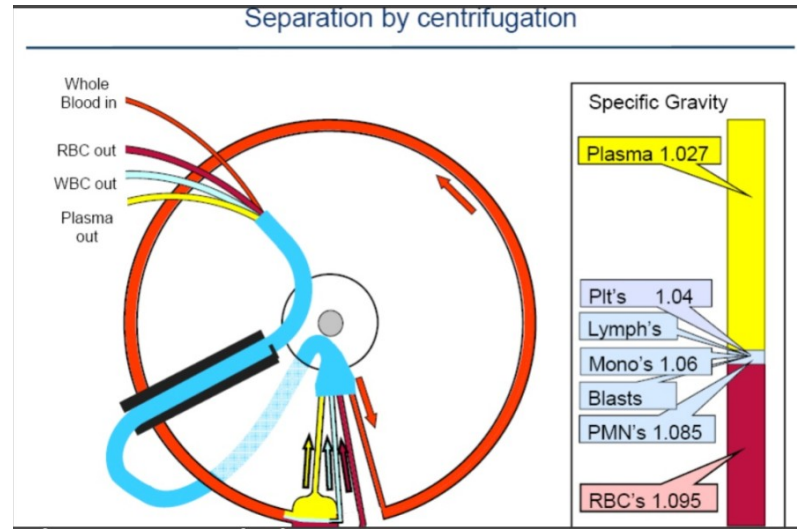 Separation by centrifugation
Whole
Blood in
RBC out
WBC out
Plasma
out
Specific Gravity
Plasma 1.027
Plt's 1.04
Lymph's
Mono's 1.06
Blasts
PMN's 1.085
RBC's 1.095